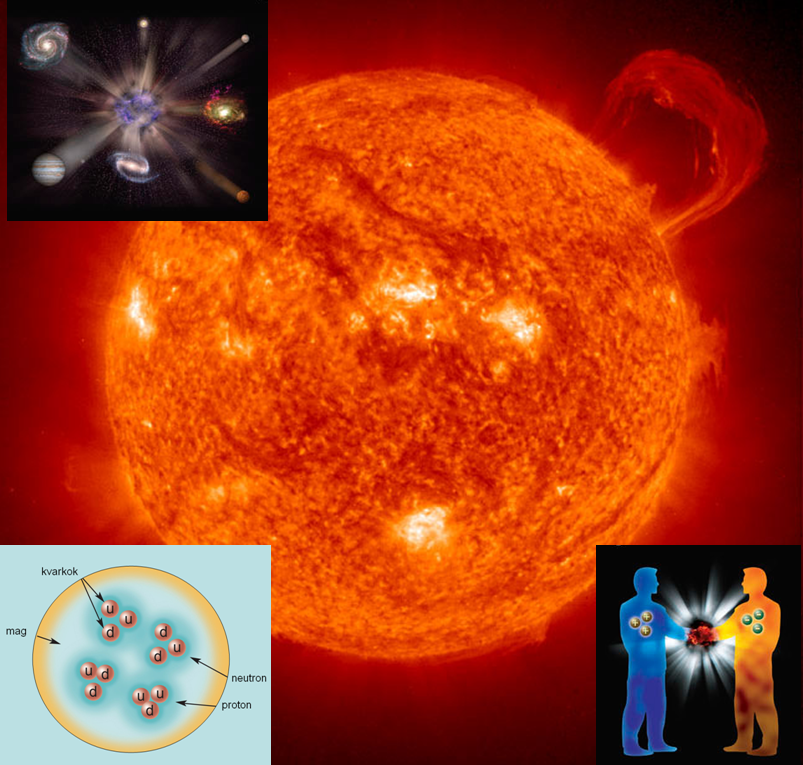 kvarkok
u
u
d
mag
d
u
d
neutron
u d
d
proton
u u
d
+
+ +
−
− −